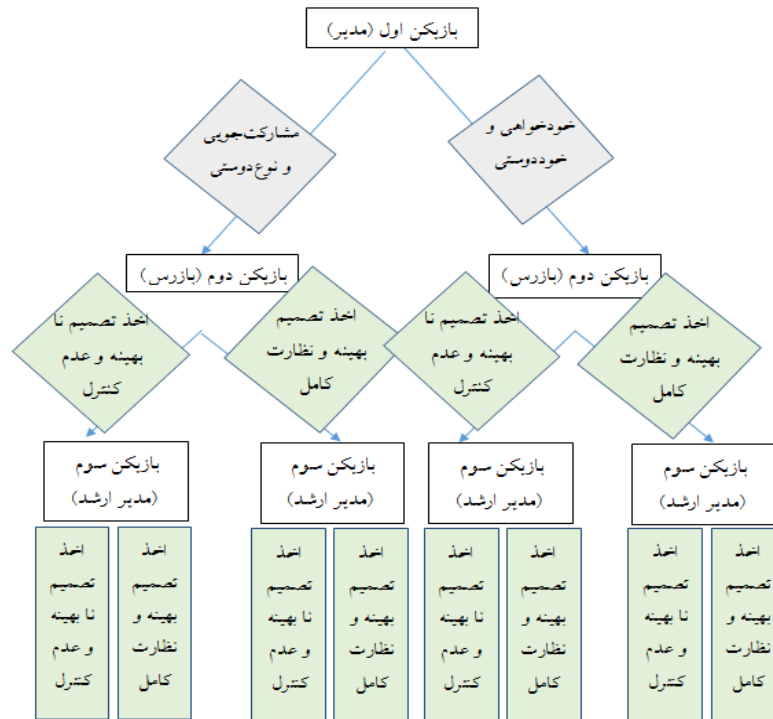 بازیکن اول (مدیر)
خودخواهی و
خوددوستی
مشارکت‌جویی
و نوع‌دوستی
بازیکن دوم (بازرس)
بازیکن دوم (بازرس)
اخذ تصمیم
بهینه و نظارت
کامل
اخذ تصمیم نا
بهینه و عدم
کنترل
اخذ تصمیم
بهینه و نظارت
کامل
اخذ تصمیم نا
بهینه و عدم
کنترل
بازیکن سوم
(مدیر ارشد)
بازیکن سوم
(مدیر ارشد)
بازیکن سوم
(مدیر ارشد)
بازیکن سوم
(مدیر ارشد)
اخذ
تصمیم
بهینه و
نظارت
کامل
اخذ
تصمیم
نا بهینه
و عدم
کنترل
اخذ
تصمیم
بهینه و
نظارت
کامل
اخذ
تصمیم
نا بهینه
و عدم
کنترل
اخذ
تصمیم
بهینه و
نظارت
کامل
اخذ
تصمیم
نا بهینه
و عدم
کنترل
اخذ
تصمیم
بهینه و
نظارت
کامل
اخذ
تصمیم
نا بهینه
و عدم
کنترل